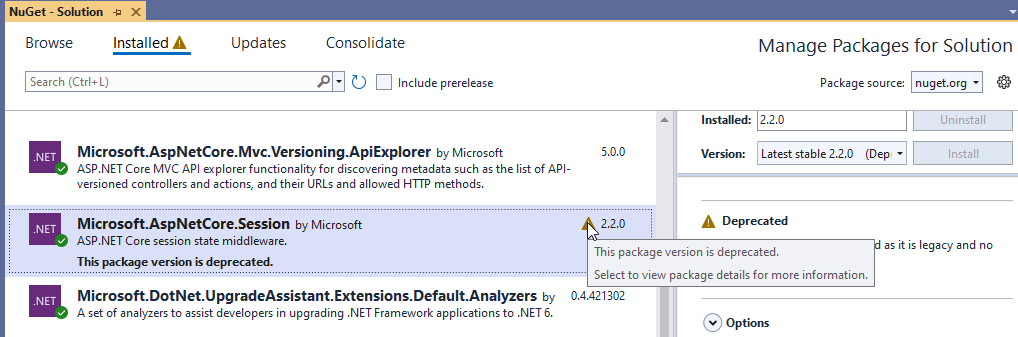 NuGet - Solution
Browse Installed Updates Consolidate
Manage Packages for Solution
Search (Ctrl+L) Include prerelease
Package source: nuget.org
Installed: 2.2.0 Uninstall
Version: Latest stable 2.2.0 (Depr Install
.NET Microsoft.AspNetCore.Mvc.Versioning.ApiExplorer by Microsoft 5.0.0
ASP.NET Core MVC API explorer functionality for discovering metadata such as the list of API-
versioned controllers and actions, and their URLs and allowed HTTP methods.
.NET Microsoft.AspNetCore.Session by Microsoft 2.2.0
ASP.NET Core session state middleware.
This package version is deprecated.
Deprecated
d as it is legacy and no
This package version is deprecated.
Select to view package details for more information.
.NET Microsoft.DotNet.UpgradeAssistant.Extensions.Default.Analyzers by 0.4.421302
A set of analyzers to assist developers in upgrading .NET Framework applications to .NET 6.
Options